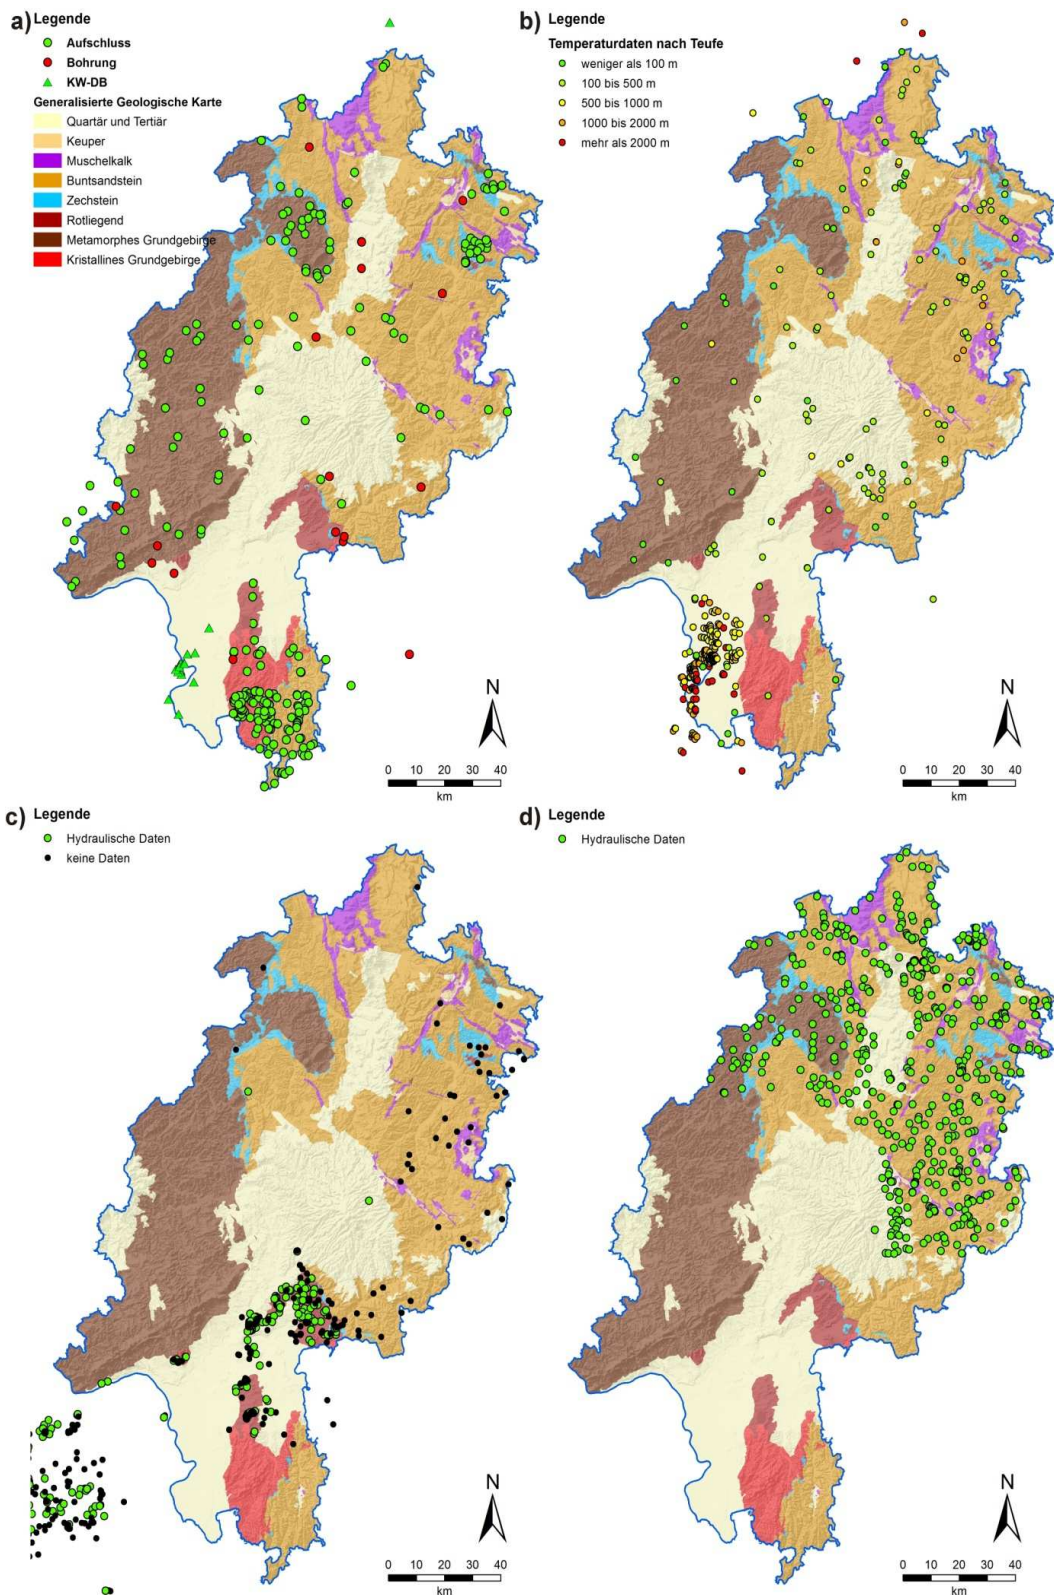 a) Legende
Aufschluss
Bohrung
KW-DB
Generalisierte Geologische Karte
Quartär und Tertiär
Keuper
Muschelkalk
Buntsandstein
Zechstein
Rotliegend
Metamorphes Grundgebirge
Kristallines Grundgebirge
N
0 10 20 30 40
km
b) Legende
Temperaturdaten nach Teufe
weniger als 100 m
100 bis 500 m
500 bis 1000 m
1000 bis 2000 m
mehr als 2000 m
N
0 10 20 30 40
km
c) Legende
Hydraulische Daten
keine Daten
N
0 10 20 30 40
km
d) Legende
Hydraulische Daten
N
0 10 20 30 40
km